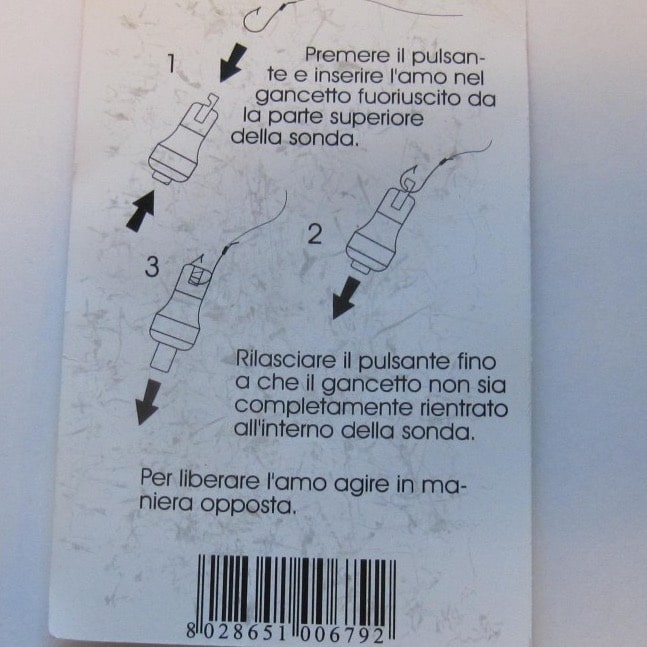 1
Premere il pulsan-
te e inserire l'amo nel
gancetto fuoriuscito da
la parte superiore
della sonda.
2
3
Rilasciare il pulsante fino
a che il gancetto non sia
completamente rientrato
all'interno della sonda.
Per liberare l'amo agire in ma-
niera opposta.
8 028651 006792